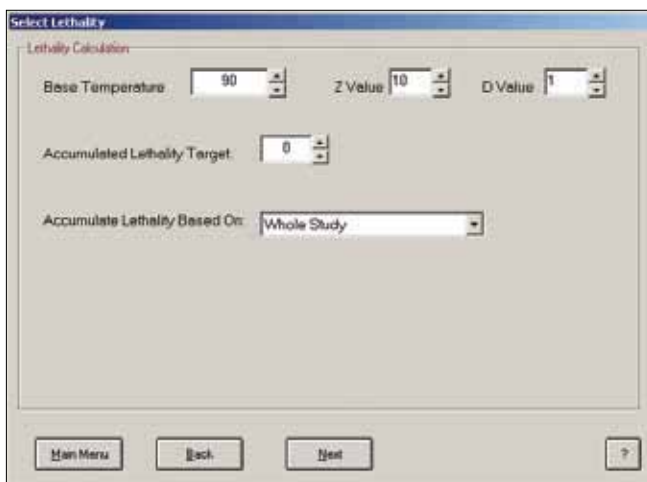 Select Lethality
Lethality Calculation
Base Temperature 90 Z Value 10 D Value 1
Accumulated Lethality Target: 0
Accumulate Lethality Based On: Whole Study
Main Menu Back Next ?